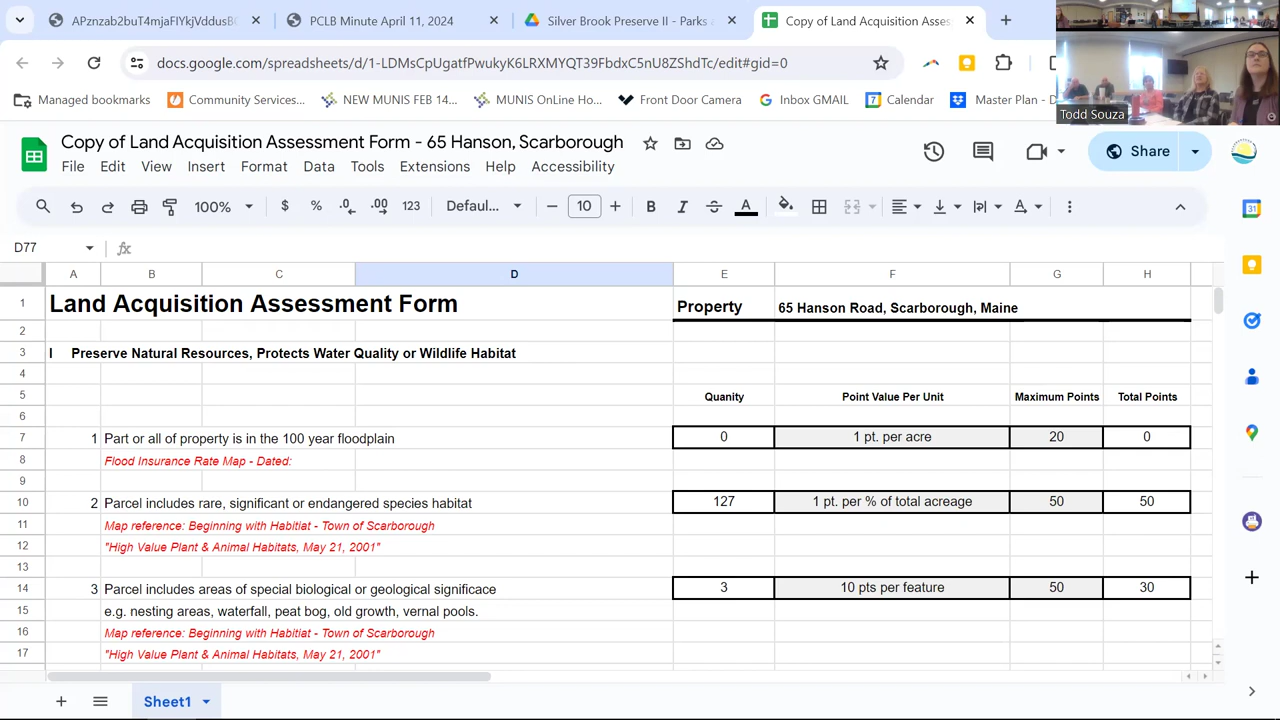 APznzab2buT4mjaFIYkjVddusB
PCLB Minute April 11, 2024
Silver Brook Preserve II - Parks
Copy of Land Acquisition Asses
docs.google.com/spreadsheets/d/1-LDMsCpUgatfPwukyK6LRXMYQT39FbdxC5nU8ZShdTc/edit#gid=0
Managed bookmarks
Community Services...
NEW MUNIS FEB 14...
MUNIS OnLine Ho...
Front Door Camera
Inbox GMAIL
Calendar
Master Plan - D
Todd Souza
Copy of Land Acquisition Assessment Form - 65 Hanson, Scarborough
File Edit View Insert Format Data Tools Extensions Help Accessibility
Share
100% $ % .0 .00 123 Defaul... 10 B I A
D77 fx
A B C D E F G H
1 Land Acquisition Assessment Form Property 65 Hanson Road, Scarborough, Maine
2
3 I Preserve Natural Resources, Protects Water Quality or Wildlife Habitat
4
5 Quanity Point Value Per Unit Maximum Points Total Points
6
7 1 Part or all of property is in the 100 year floodplain 0 1 pt. per acre 20 0
8 Flood Insurance Rate Map - Dated:
9
10 2 Parcel includes rare, significant or endangered species habitat 127 1 pt. per % of total acreage 50 50
11 Map reference: Beginning with Habitiat - Town of Scarborough
12 "High Value Plant & Animal Habitats, May 21, 2001"
13
14 3 Parcel includes areas of special biological or geological significace 3 10 pts per feature 50 30
15 e.g. nesting areas, waterfall, peat bog, old growth, vernal pools.
16 Map reference: Beginning with Habitiat - Town of Scarborough
17 "High Value Plant & Animal Habitats, May 21, 2001"
Sheet1